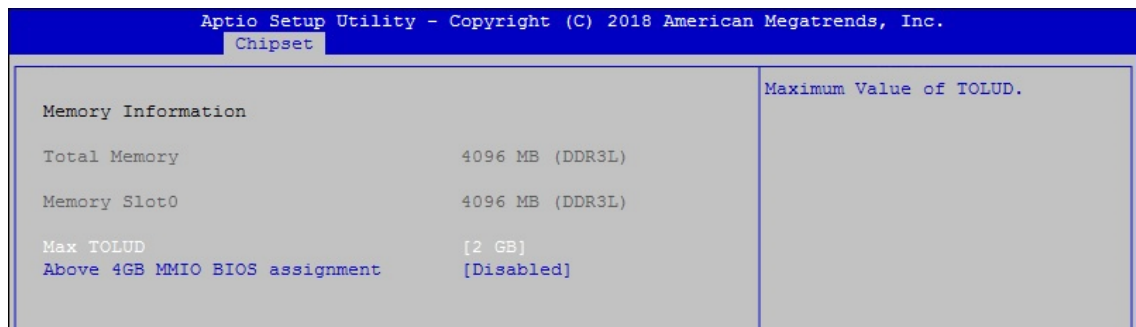 Aptio Setup Utility - Copyright (C) 2018 American Megatrends, Inc.
Chipset
Memory Information
Total Memory 4096 MB (DDR3L)
Memory Slot0 4096 MB (DDR3L)
Max TOLUD [2 GB]
Above 4GB MMIO BIOS assignment [Disabled]
Maximum Value of TOLUD.